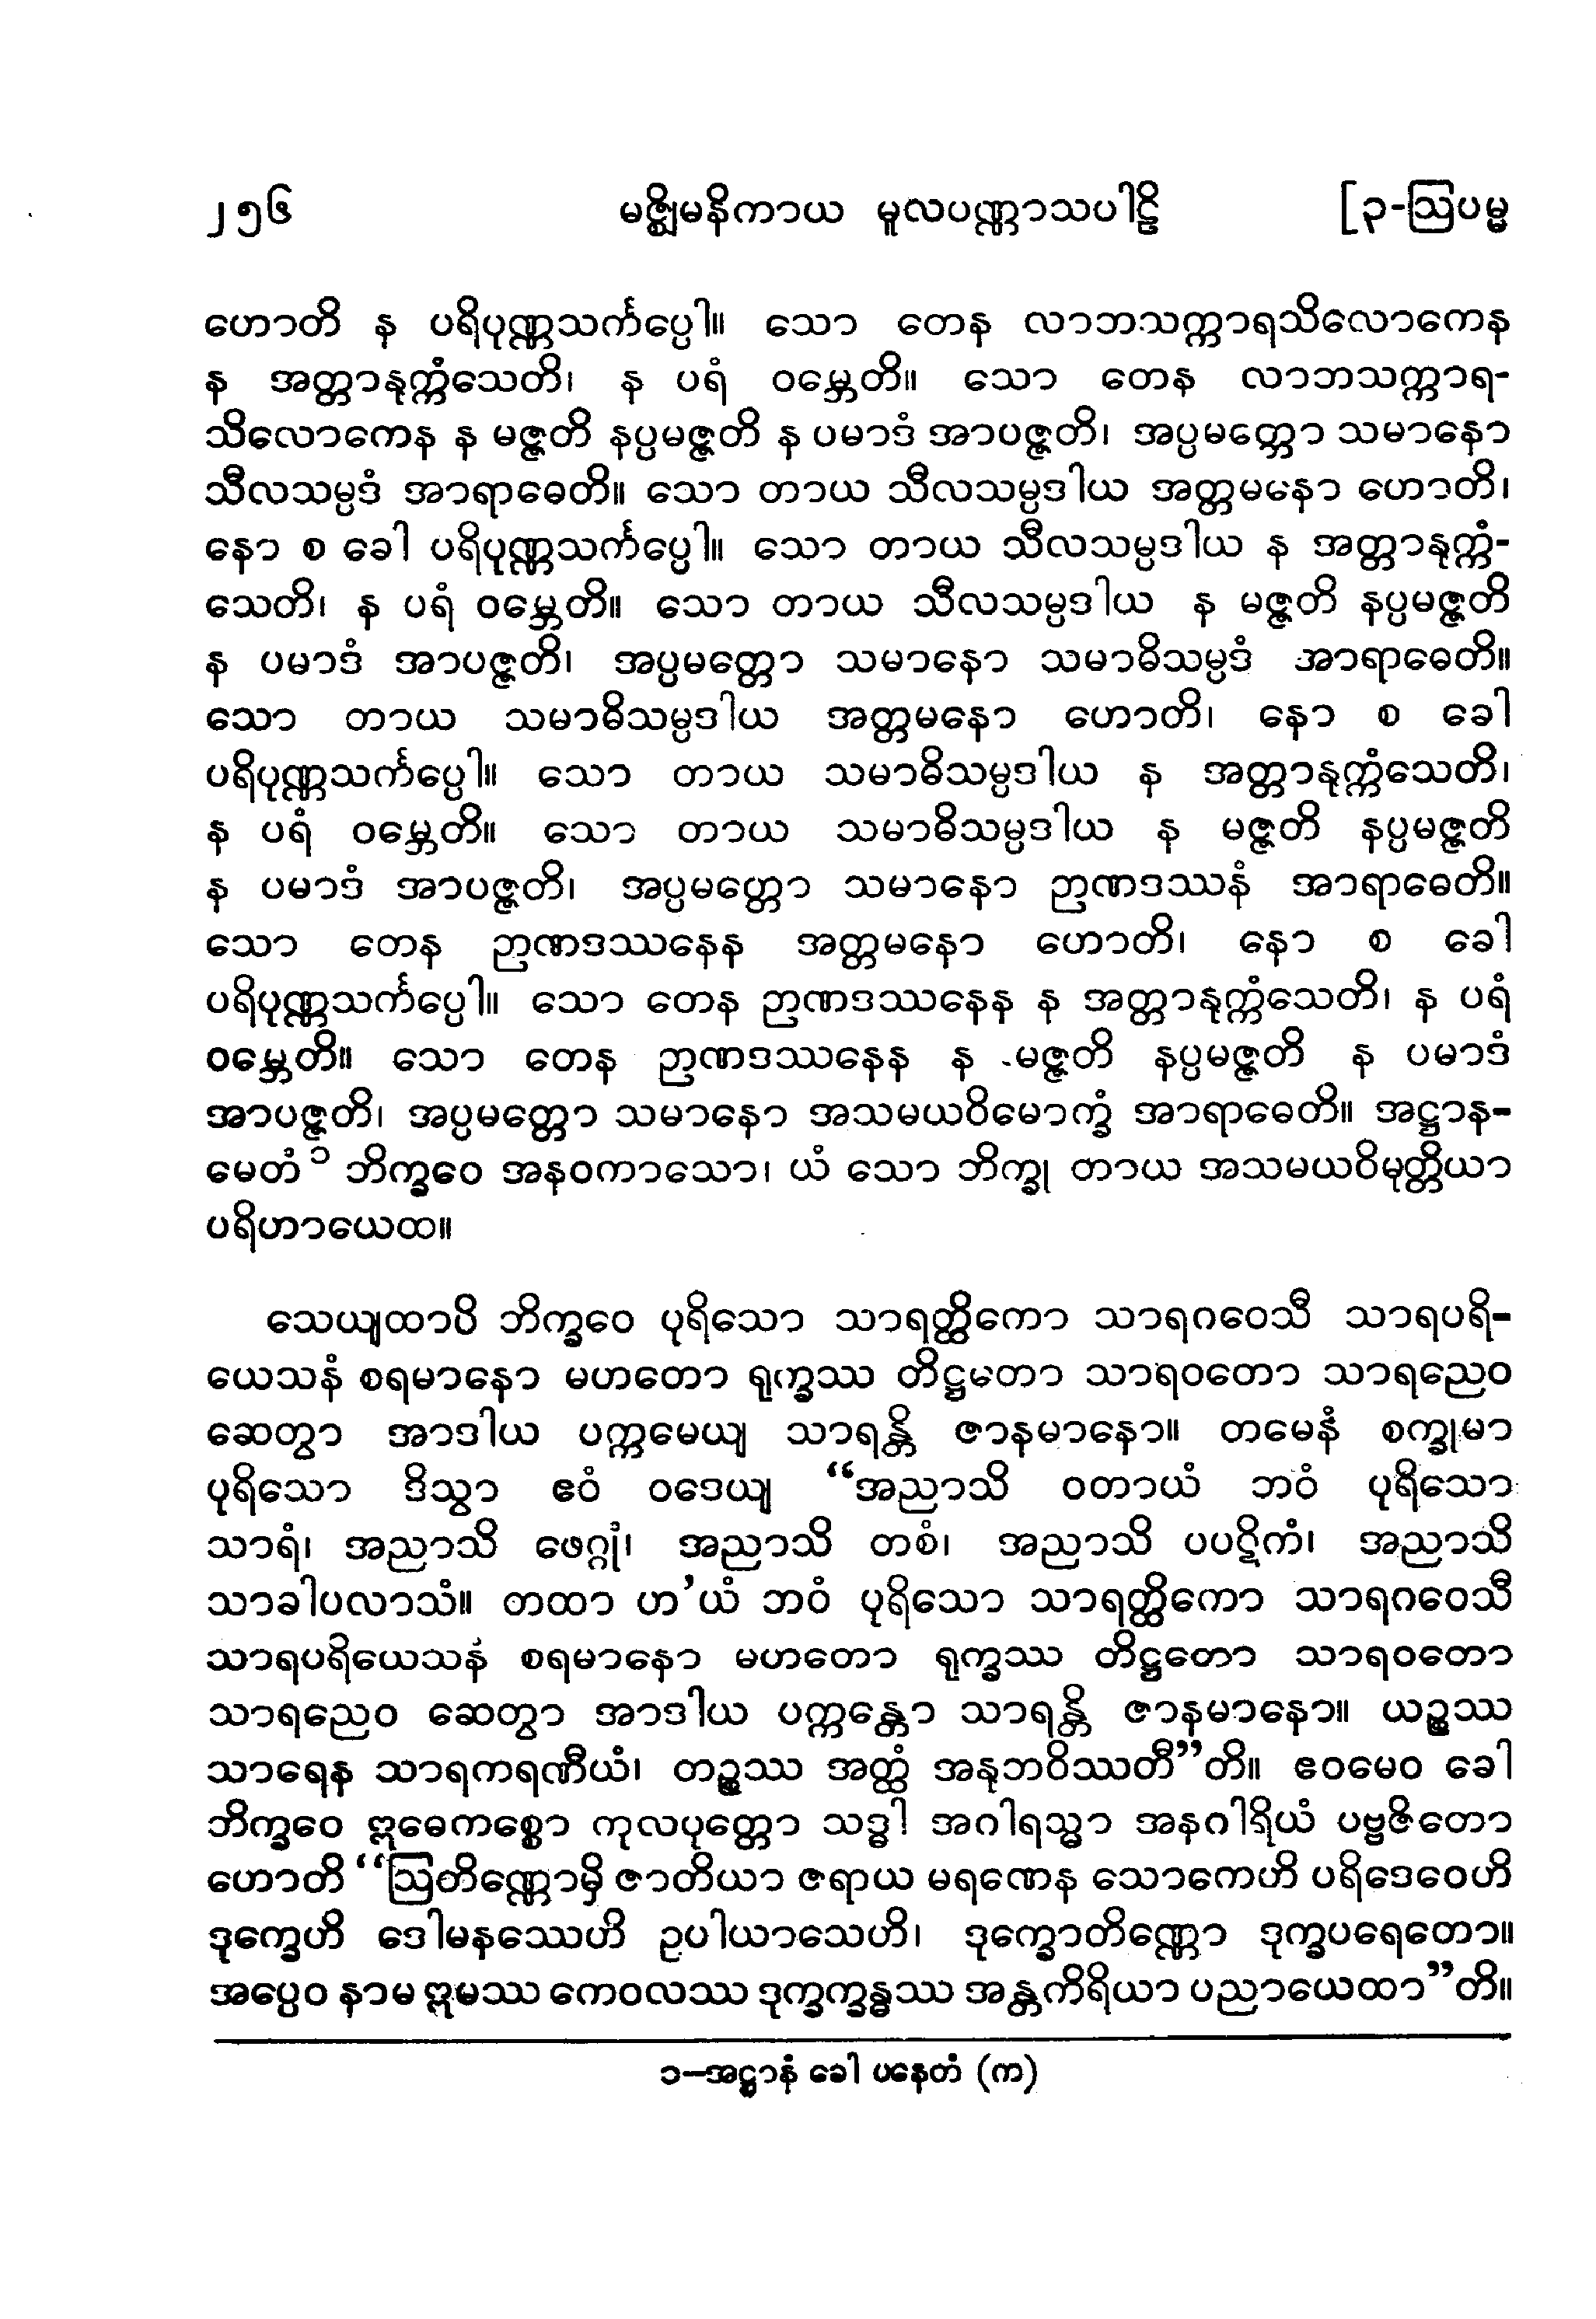 ၂၅၆ မဇ္ဈိမနိကာယ မူလပဏ္ဏာသပါဠိ [၃-ဩပမ္မ
ဟောတိ န ပရိပုဏ္ဏသင်္ကပ္ပေါ။ သော တေန လာဘသက္ကာရသိလောကေန
န အတ္တာနုက္ကံသေတိ၊ န ပရံ ဝမ္ဘေတိ။ သော တေန လာဘသက္ကာရ-
သိလောကေန န မဇ္ဇတိ နပ္ပမဇ္ဇတိ န ပမာဒံ အာပဇ္ဇတိ၊ အပ္ပမတ္တော သမာနော
သီလသမ္ပဒံ အာရာဓေတိ။ သော တာယ သီလသမ္ပဒါယ အတ္တမနော ဟောတိ၊
နော စ ခေါ ပရိပုဏ္ဏသင်္ကပ္ပေါ။ သော တာယ သီလသမ္ပဒါယ န အတ္တာနုက္ကံ-
သေတိ၊ န ပရံ ဝမ္ဘေတိ။ သော တာယ သီလသမ္ပဒါယ န မဇ္ဇတိ နပ္ပမဇ္ဇတိ
န ပမာဒံ အာပဇ္ဇတိ၊ အပ္ပမတ္တော သမာနော သမာဓိသမ္ပဒံ အာရာဓေတိ။
သော တာယ သမာဓိသမ္ပဒါယ အတ္တမနော ဟောတိ၊ နော စ ခေါ
ပရိပုဏ္ဏသင်္ကပ္ပေါ။ သော တာယ သမာဓိသမ္ပဒါယ န အတ္တာနုက္ကံသေတိ၊
န ပရံ ဝမ္ဘေတိ။ သော တာယ သမာဓိသမ္ပဒါယ န မဇ္ဇတိ နပ္ပမဇ္ဇတိ
န ပမာဒံ အာပဇ္ဇတိ၊ အပ္ပမတ္တော သမာနော ဉာဏဒဿနံ အာရာဓေတိ။
သော တေန ဉာဏဒဿနေန အတ္တမနော ဟောတိ၊ နော စ ခေါ
ပရိပုဏ္ဏသင်္ကပ္ပေါ။ သော တေန ဉာဏဒဿနေန န အတ္တာနုက္ကံသေတိ၊ န ပရံ
ဝမ္ဘေတိ။ သော တေန ဉာဏဒဿနေန န မဇ္ဇတိ နပ္ပမဇ္ဇတိ န ပမာဒံ
အာပဇ္ဇတိ၊ အပ္ပမတ္တော သမာနော အသမယဝိမောက္ခံ အာရာဓေတိ။ အဋ္ဌာန-
မေတံ ၁ ဘိက္ခဝေ အနဝကာသော၊ ယံ သော ဘိက္ခု တာယ အသမယဝိမုတ္တိယာ
ပရိဟာယေထ။
သေယျထာပိ ဘိက္ခဝေ ပုရိသော သာရတ္ထိကော သာရဂဝေသီ သာရပရိ-
ယေသနံ စရမာနော မဟတော ရုက္ခဿ တိဋ္ဌတော သာရဝတော သာရညေဝ
ဆေတွာ အာဒါယ ပက္ကမေယျ သာရန္တိ ဇာနမာနော။ တမေနံ စက္ခုမာ
ပုရိသော ဒိသွာ ဧဝံ ဝဒေယျ “အညာသိ ဝတာယံ ဘဝံ ပုရိသော
သာရံ၊ အညာသိ ဖေဂ္ဂုံ၊ အညာသိ တစံ၊ အညာသိ ပပဋိကံ၊ အညာသိ
သာခါပလာသံ။ တထာ ဟ'ယံ ဘဝံ ပုရိသော သာရတ္ထိကော သာရဂဝေသီ
သာရပရိယေသနံ စရမာနော မဟတော ရုက္ခဿ တိဋ္ဌတော သာရဝတော
သာရညေဝ ဆေတွာ အာဒါယ ပက္ကန္တော သာရန္တိ ဇာနမာနော။ ယဉ္စဿ
သာရေန သာရကရဏီယံ၊ တဉ္စဿ အတ္ထံ အနုဘဝိဿတီ”တိ။ ဧဝမေဝ ခေါ
ဘိက္ခဝေ ဣဓေကစ္စော ကုလပုတ္တော သဒ္ဓါ အဂါရသ္မာ အနဂါရိယံ ပဗ္ဗဇိတော
ဟောတိ “ဩတိဏ္ဏောမှိ ဇာတိယာ ဇရာယ မရဏေန သောကေဟိ ပရိဒေဝေဟိ
ဒုက္ခေဟိ ဒေါမနဿေဟိ ဥပါယာသေဟိ၊ ဒုက္ခောတိဏ္ဏော ဒုက္ခပရေတော။
အပ္ပေဝ နာမ ဣမဿ ကေဝလဿ ဒုက္ခက္ခန္ဓဿ အန္တကိရိယာ ပညာယေထာ”တိ။
၁–အဋ္ဌာနံ ခေါ ပနေတံ (က)